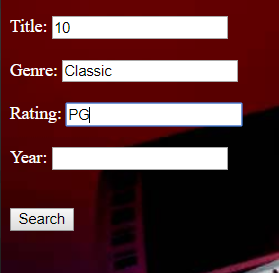 Title: 10
Genre: Classic
Rating: PG
Year:
Search